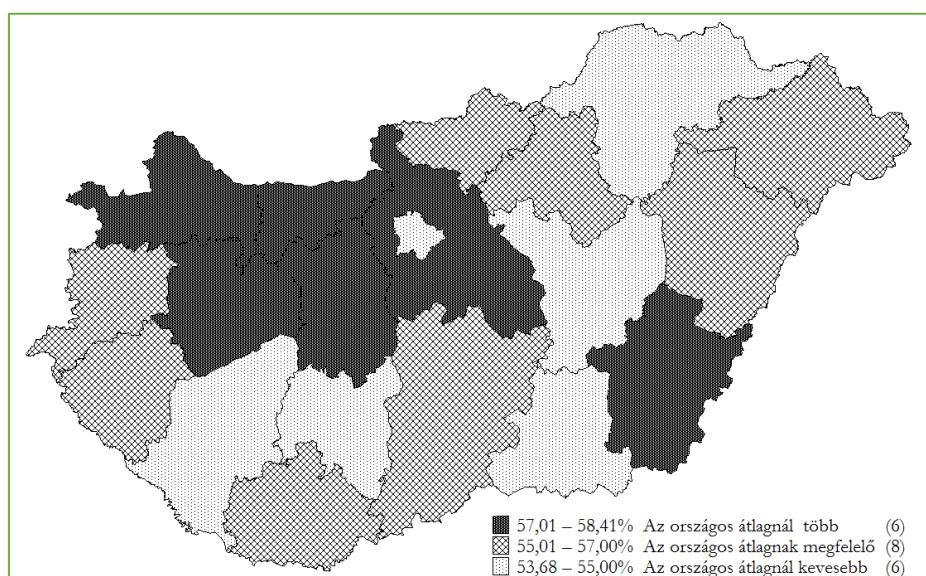 57,01 – 58,41% Az országos átlagnál több (6)
55,01 – 57,00% Az országos átlagnak megfelelő (8)
53,68 – 55,00% Az országos átlagnál kevesebb (6)